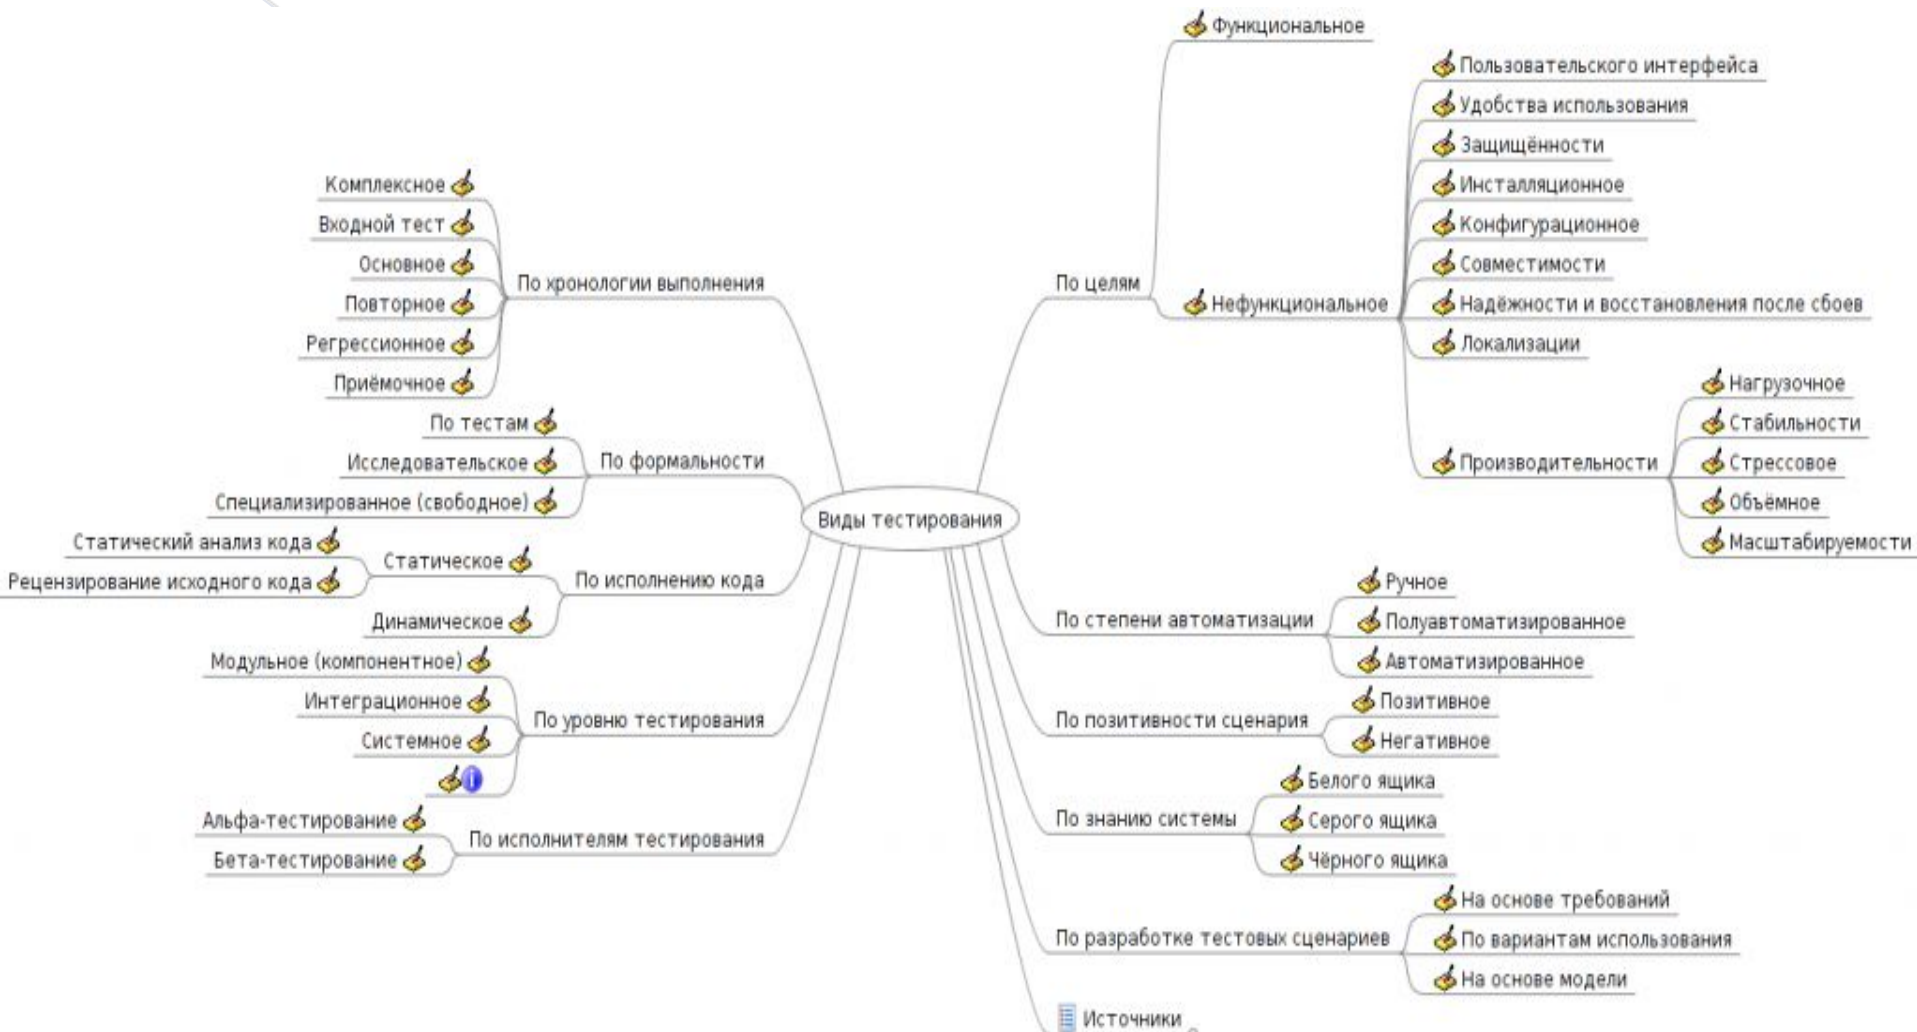 Виды тестирования
По хронологии выполнения
Комплексное
Входной тест
Основное
Повторное
Регрессионное
Приёмочное
По формальности
По тестам
Исследовательское
Специализированное (свободное)
По исполнению кода
Статическое
Статический анализ кода
Рецензирование исходного кода
Динамическое
По уровню тестирования
Модульное (компонентное)
Интеграционное
Системное
По исполнителям тестирования
Альфа-тестирование
Бета-тестирование
По целям
Функциональное
Нефункциональное
Пользовательского интерфейса
Удобства использования
Защищённости
Инсталляционное
Конфигурационное
Совместимости
Надёжности и восстановления после сбоев
Локализации
Производительности
Нагрузочное
Стабильности
Стрессовое
Объёмное
Масштабируемости
По степени автоматизации
Ручное
Полуавтоматизированное
Автоматизированное
По позитивности сценария
Позитивное
Негативное
По знанию системы
Белого ящика
Серого ящика
Чёрного ящика
По разработке тестовых сценариев
На основе требований
По вариантам использования
На основе модели
Источники